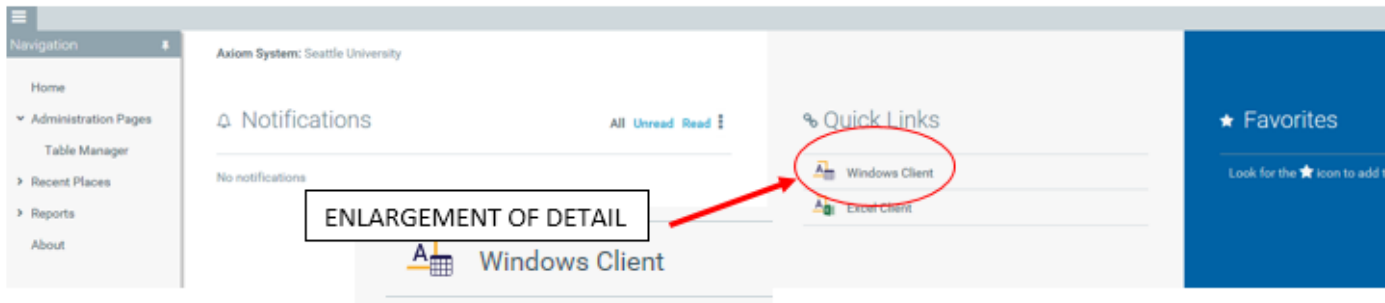 Navigation
Home
Administration Pages
Table Manager
Recent Places
Reports
About
Axiom System: Seattle University
Notifications
All Unread Read
No notifications
ENLARGEMENT OF DETAIL
Windows Client
Quick Links
Windows Client
Excel Client
Favorites
Look for the icon to add t